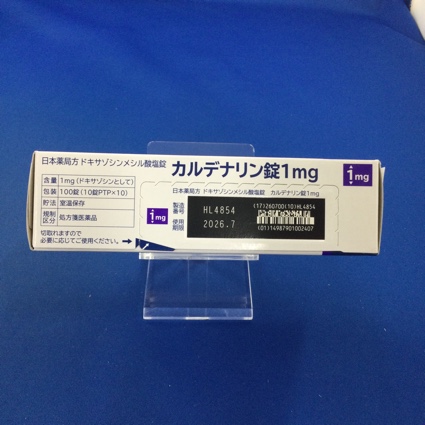 日本薬局方 ドキサゾシンメシル酸塩錠 カルデナリン錠1mg
1mg
含量 1mg(ドキサゾシンとして)
包装 100錠(10錠PTP×10)
貯法 室温保存
規制区分 処方箋医薬品
切取れますので
必要に応じてご使用ください。
日本薬局方 ドキサゾシンメシル酸塩錠 カルデナリン錠1mg
1mg
製造番号 HL4854
使用期限 2026.7
(17)260700(10)HL4854
(01)14987901002407